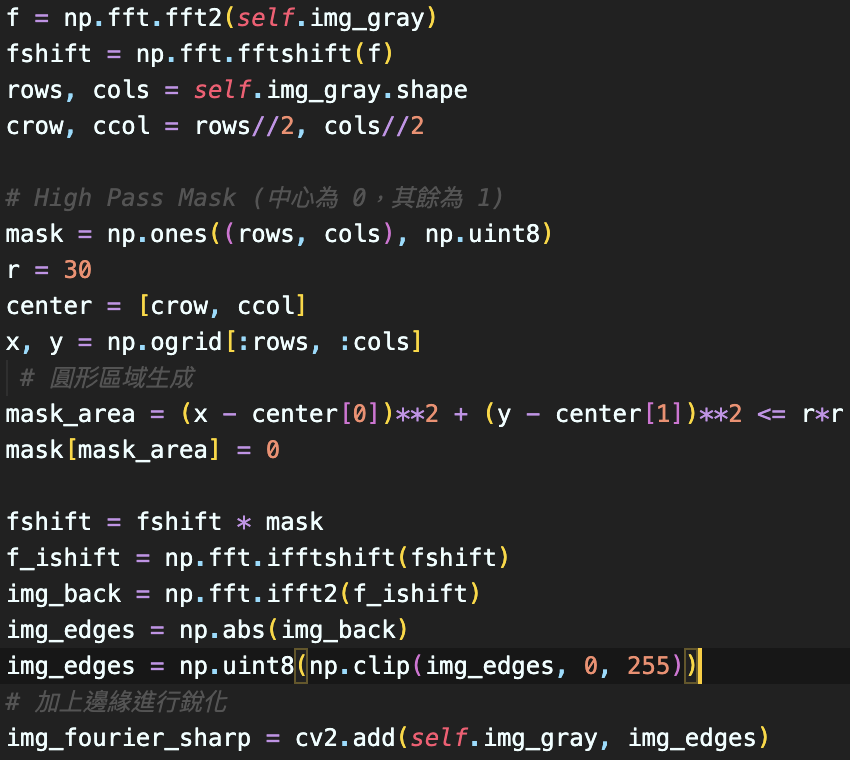 f = np.fft.fft2(self.img_gray)
fshift = np.fft.fftshift(f)
rows, cols = self.img_gray.shape
crow, ccol = rows//2, cols//2
# High Pass Mask (中心為 0，其餘為 1)
mask = np.ones((rows, cols), np.uint8)
r = 30
center = [crow, ccol]
x, y = np.ogrid[:rows, :cols]
# 圓形區域生成
mask_area = (x - center[0])**2 + (y - center[1])**2 <= r*r
mask[mask_area] = 0
fshift = fshift * mask
f_ishift = np.fft.ifftshift(fshift)
img_back = np.fft.ifft2(f_ishift)
img_edges = np.abs(img_back)
img_edges = np.uint8(np.clip(img_edges, 0, 255))
# 加上邊緣進行銳化
img_fourier_sharp = cv2.add(self.img_gray, img_edges)